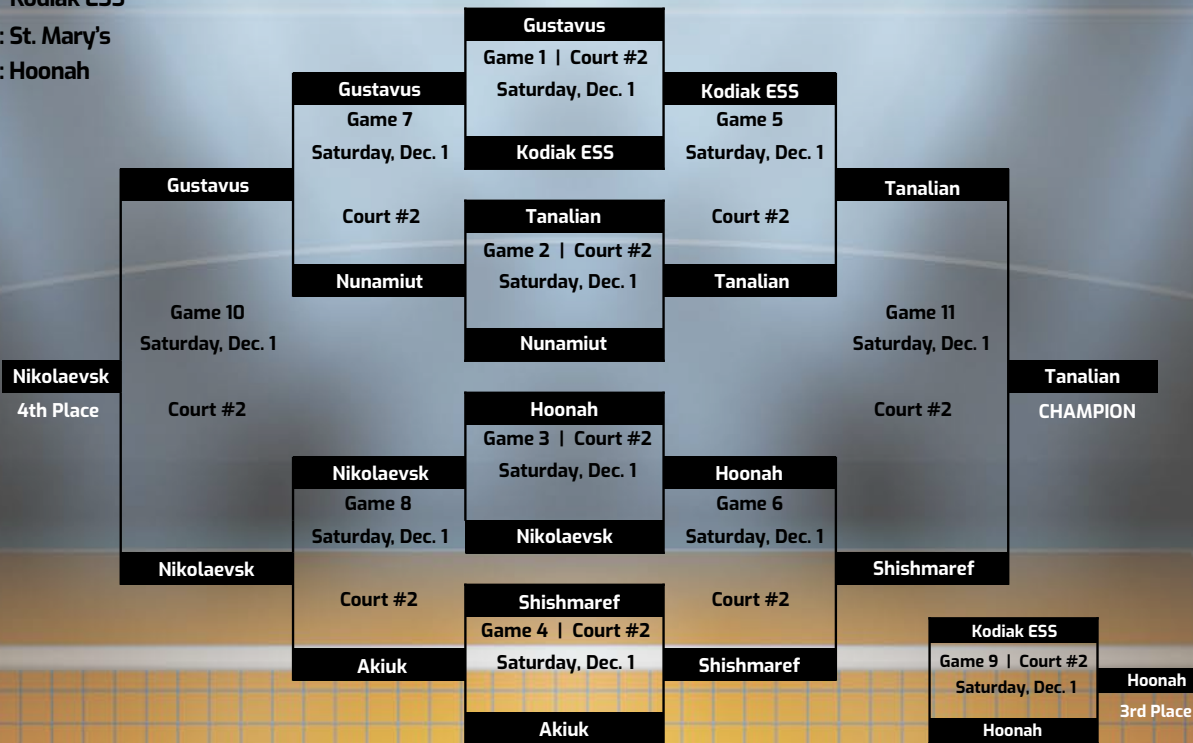 Kodiak ESS
: St. Mary's
: Hoonah
Gustavus
Game 1 | Court #2
Saturday, Dec. 1
Kodiak ESS
Gustavus
Game 7
Saturday, Dec. 1
Court #2
Nunamiut
Kodiak ESS
Game 5
Saturday, Dec. 1
Court #2
Tanalian
Tanalian
Game 2 | Court #2
Saturday, Dec. 1
Nunamiut
Gustavus
Game 10
Saturday, Dec. 1
Court #2
Nikolaevsk
Nikolaevsk
4th Place
Tanalian
Game 11
Saturday, Dec. 1
Court #2
Shishmaref
Tanalian
CHAMPION
Hoonah
Game 3 | Court #2
Saturday, Dec. 1
Nikolaevsk
Nikolaevsk
Game 8
Saturday, Dec. 1
Court #2
Akiuk
Hoonah
Game 6
Saturday, Dec. 1
Court #2
Shishmaref
Shishmaref
Game 4 | Court #2
Saturday, Dec. 1
Akiuk
Kodiak ESS
Game 9 | Court #2
Saturday, Dec. 1
Hoonah
Hoonah
3rd Place